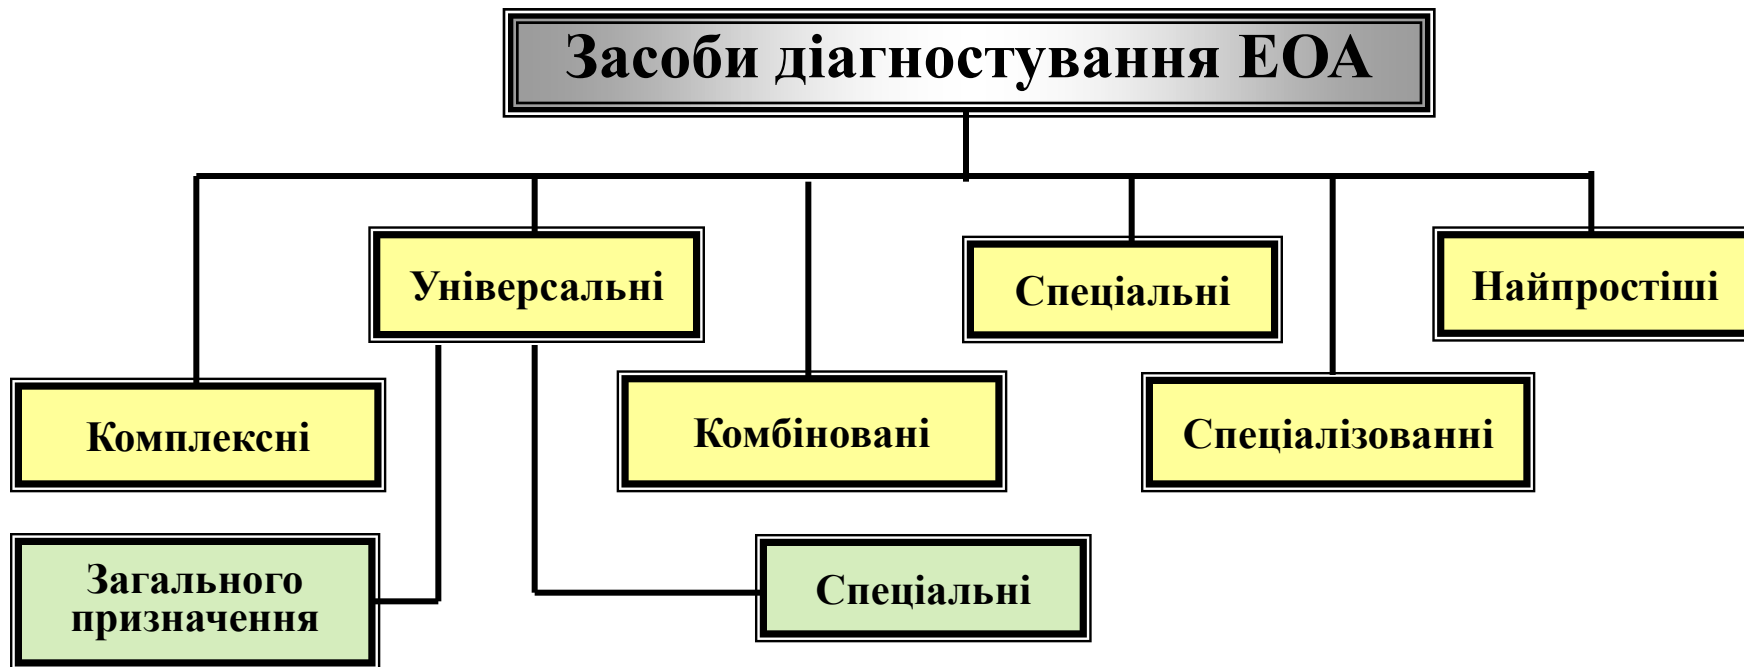 Засоби діагностування ЕОА
Універсальні
Спеціальні
Найпростіші
Комплексні
Комбіновані
Спеціалізованні
Загального
призначення
Спеціальні